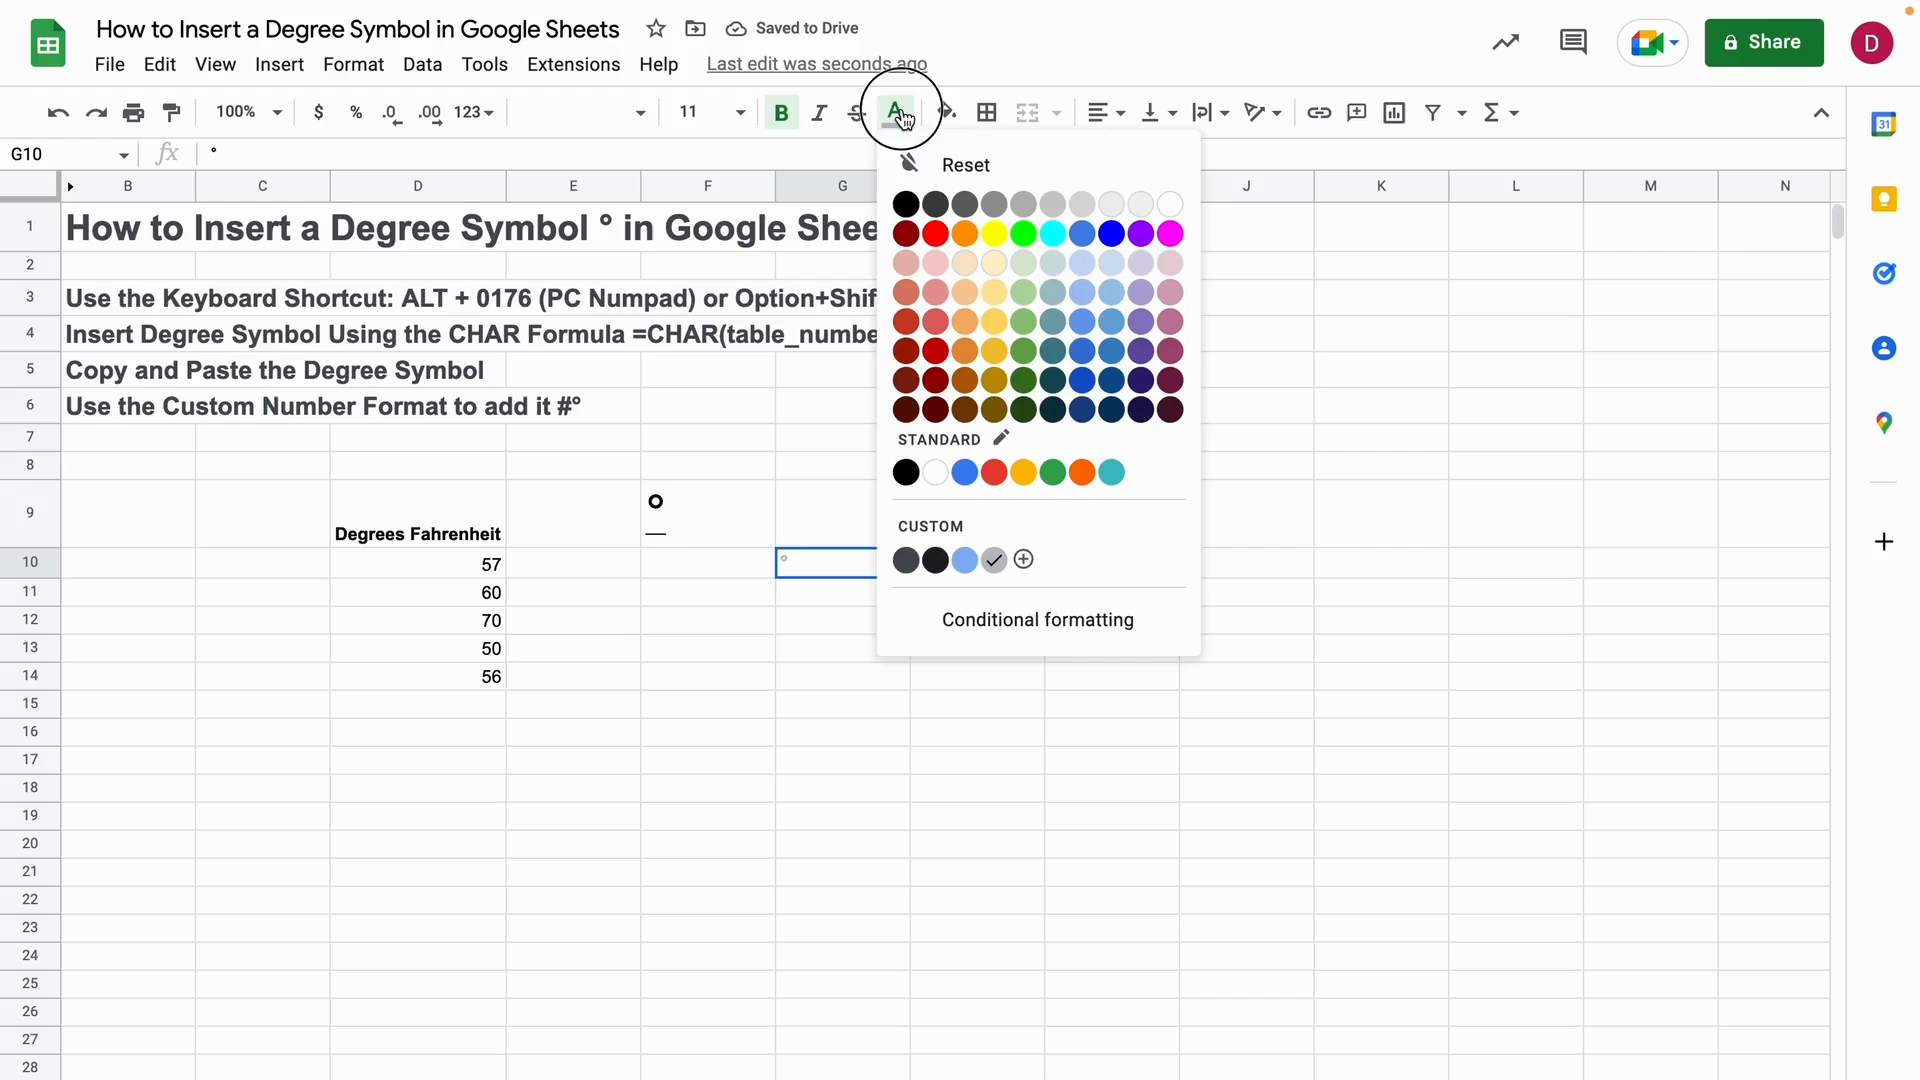 How to Insert a Degree Symbol in Google Sheets
Saved to Drive
Share
D
File Edit View Insert Format Data Tools Extensions Help Last edit was seconds ago
100% $ % .0 .00 123 11 B I S A Σ
31
G10 fx °
B C D E F G J K L M N
Reset
1 How to Insert a Degree Symbol ° in Google Shee
2
3 Use the Keyboard Shortcut: ALT + 0176 (PC Numpad) or Option+Shif
4 Insert Degree Symbol Using the CHAR Formula =CHAR(table_numbe
5 Copy and Paste the Degree Symbol
6 Use the Custom Number Format to add it #°
7
STANDARD
8
9 Degrees Fahrenheit °
CUSTOM
10 57 °
11 60
12 70
Conditional formatting
13 50
14 56
15
16
17
18
19
20
21
22
23
24
25
26
27
28